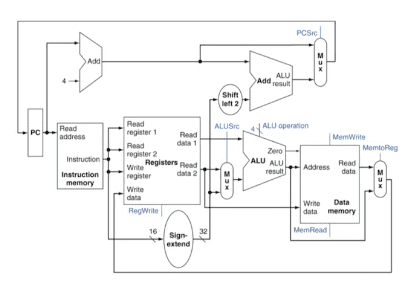 PCSrc
Add
4
M
u
x
ALU
Add result
Shift
left 2
PC
Read
address
Instruction
Instruction
memory
Read
register 1
Read
register 2
Write
register
Write
data
Registers
Read
data 1
Read
data 2
RegWrite
ALUSrc
M
u
x
4
ALU operation
Zero
ALU ALU
result
MemWrite
Address
Read
data
Write
data
Data
memory
MemRead
MemtoReg
M
u
x
16
Sign-
extend
32